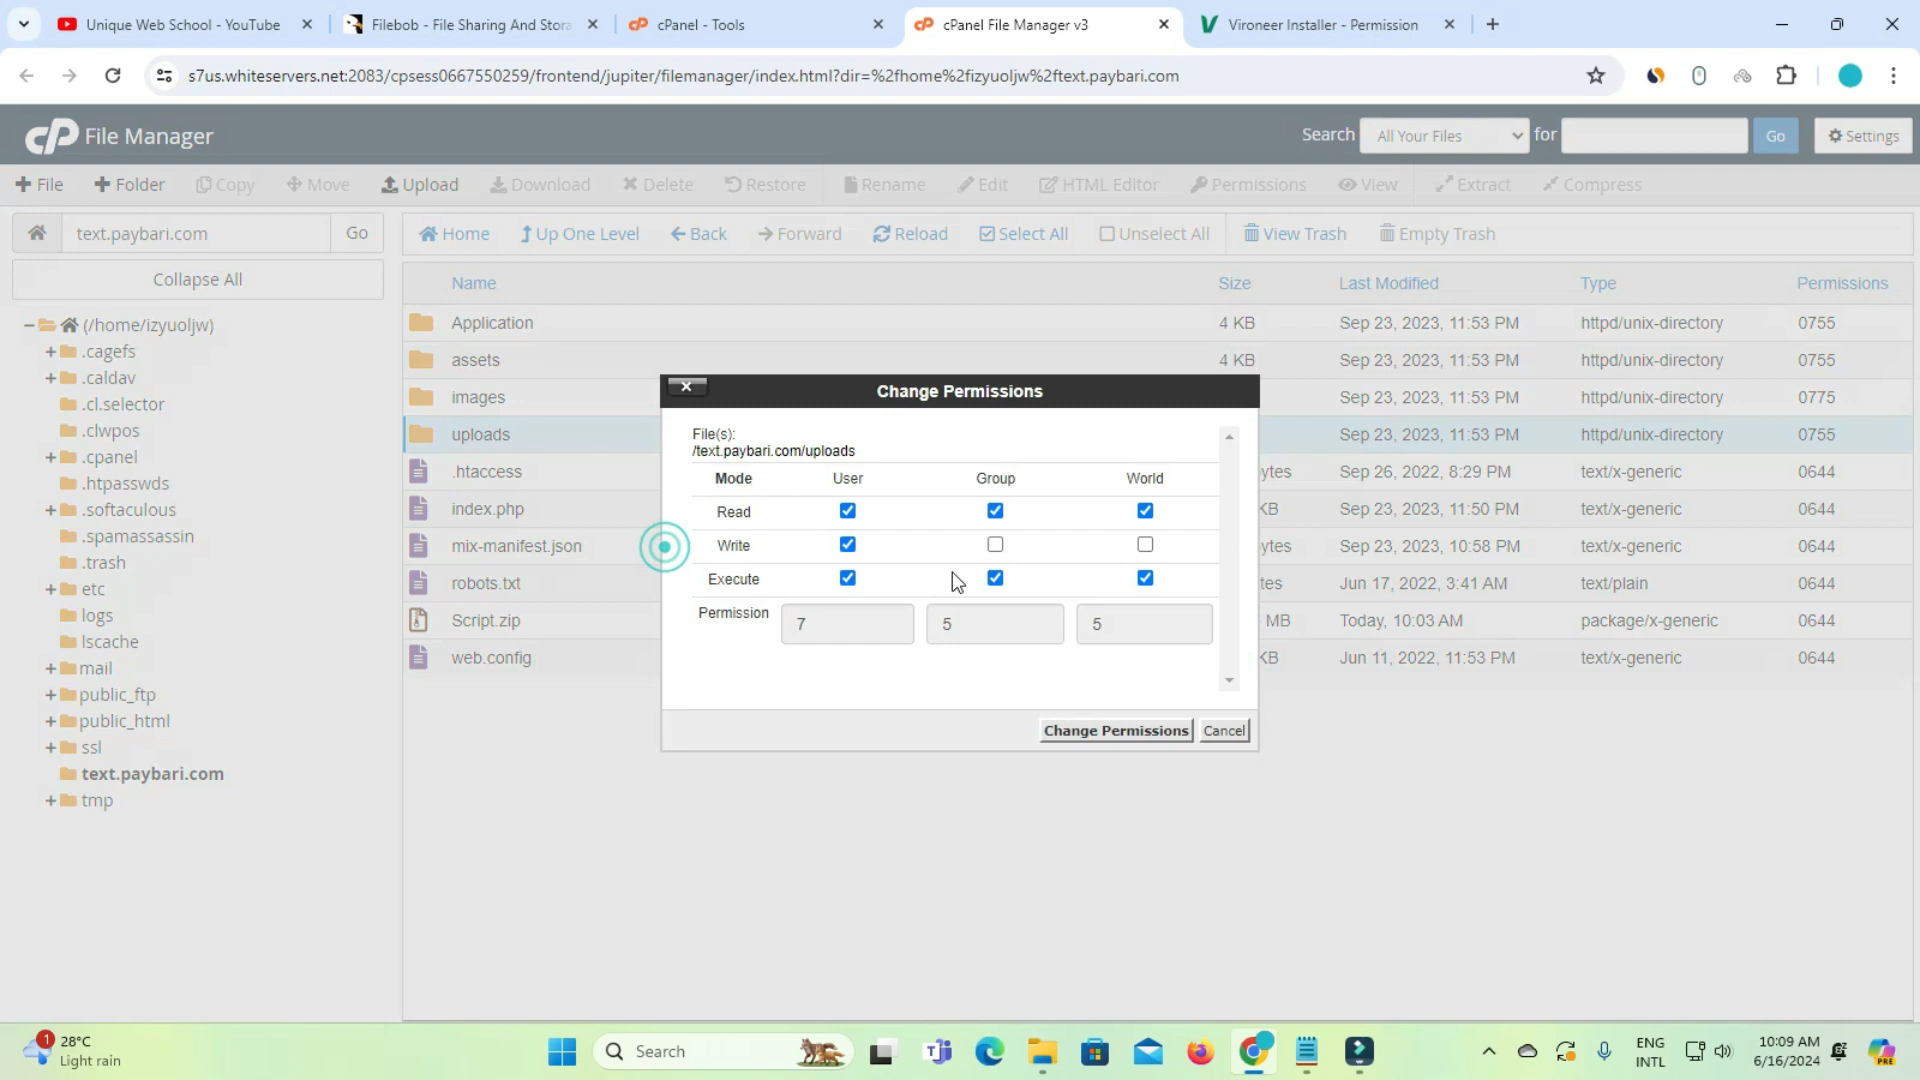 Unique Web School - YouTube
Filebob - File Sharing And Stora
cPanel - Tools
cPanel File Manager v3
Vironeer Installer - Permission
s7us.whiteservers.net:2083/cpsess0667550259/frontend/jupiter/filemanager/index.html?dir=%2fhome%2fizyuoljw%2ftext.paybari.com
cP File Manager
Search All Your Files for Go Settings
File Folder Copy Move Upload Download Delete Restore Rename Edit HTML Editor Permissions View Extract Compress
text.paybari.com Go
Home Up One Level Back Forward Reload Select All Unselect All View Trash Empty Trash
Collapse All
(/home/izyuoljw)
.cagefs
.caldav
.cl.selector
.clwpos
.cpanel
.htpasswds
.softaculous
.spamassassin
.trash
etc
logs
lscache
mail
public_ftp
public_html
ssl
text.paybari.com
tmp
Name Size Last Modified Type Permissions
Application 4 KB Sep 23, 2023, 11:53 PM httpd/unix-directory 0755
assets 4 KB Sep 23, 2023, 11:53 PM httpd/unix-directory 0755
images Sep 23, 2023, 11:53 PM httpd/unix-directory 0775
uploads Sep 23, 2023, 11:53 PM httpd/unix-directory 0755
.htaccess ytes Sep 26, 2022, 8:29 PM text/x-generic 0644
index.php KB Sep 23, 2023, 11:50 PM text/x-generic 0644
mix-manifest.json ytes Sep 23, 2023, 10:58 PM text/x-generic 0644
robots.txt tes Jun 17, 2022, 3:41 AM text/plain 0644
Script.zip MB Today, 10:03 AM package/x-generic 0644
web.config KB Jun 11, 2022, 11:53 PM text/x-generic 0644
Change Permissions
File(s):
/text.paybari.com/uploads
Mode User Group World
Read
Write
Execute
Permission 7 5 5
Change Permissions Cancel
1
28°C
Light rain
Search
ENG
INTL
10:09 AM
6/16/2024
PRE